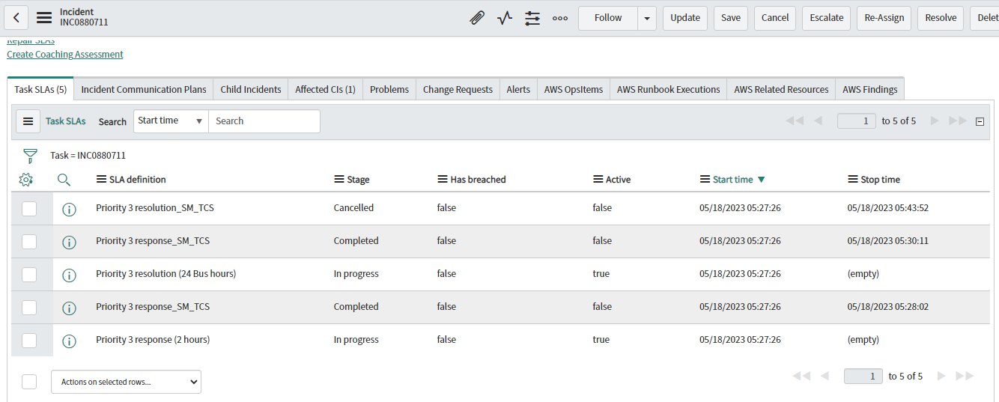 Incident
INC0880711
Follow
Update
Save
Cancel
Escalate
Re-Assign
Resolve
Delet
Repair SLAs
Create Coaching Assessment
Task SLAs (5)
Incident Communication Plans
Child Incidents
Affected CIs (1)
Problems
Change Requests
Alerts
AWS OpsItems
AWS Runbook Executions
AWS Related Resources
AWS Findings
Task SLAs Search Start time ▼ Search 1 to 5 of 5
Task = INC0880711
SLA definition Stage Has breached Active Start time ▼ Stop time
Priority 3 resolution_SM_TCS Cancelled false false 05/18/2023 05:27:26 05/18/2023 05:43:52
Priority 3 response_SM_TCS Completed false false 05/18/2023 05:27:26 05/18/2023 05:30:11
Priority 3 resolution (24 Bus hours) In progress false true 05/18/2023 05:27:26 (empty)
Priority 3 response_SM_TCS Completed false false 05/18/2023 05:27:26 05/18/2023 05:28:02
Priority 3 response (2 hours) In progress false true 05/18/2023 05:27:26 (empty)
Actions on selected rows... 1 to 5 of 5